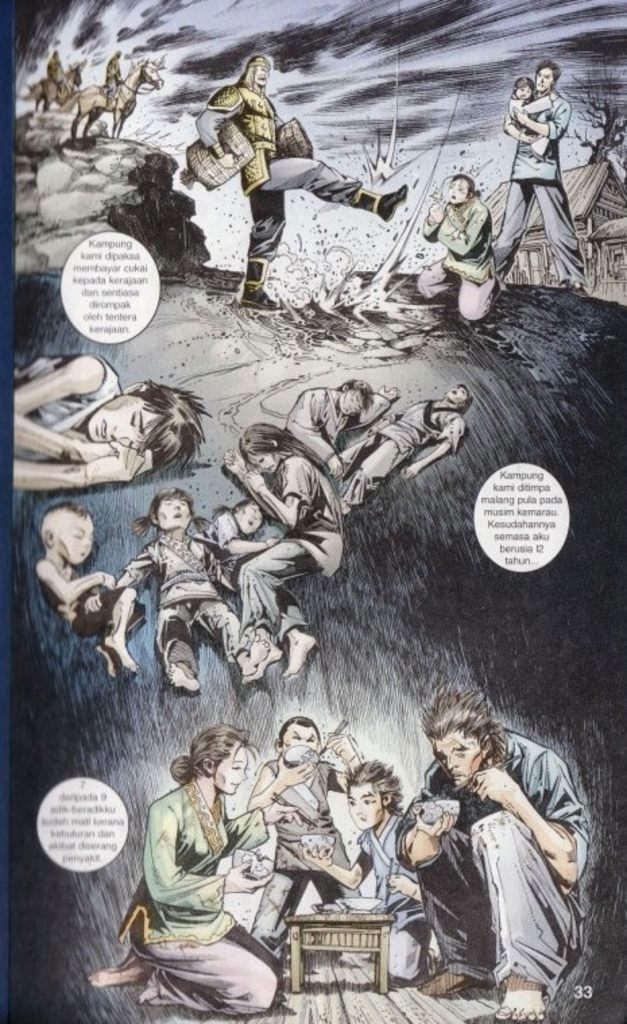 Kampung
kami dipaksa
membayar cukai
kepada kerajaan
dan sentiasa
dirompak
oleh tentera
kerajaan.
Kampung
kami ditimpa
malang pula pada
musim kemarau.
Kesudahannya
semasa aku
berusia 12
tahun...
7
daripada 9
adik-beradikku
sudah mati kerana
kebuluran dan
akibat diserang
penyakit.
33